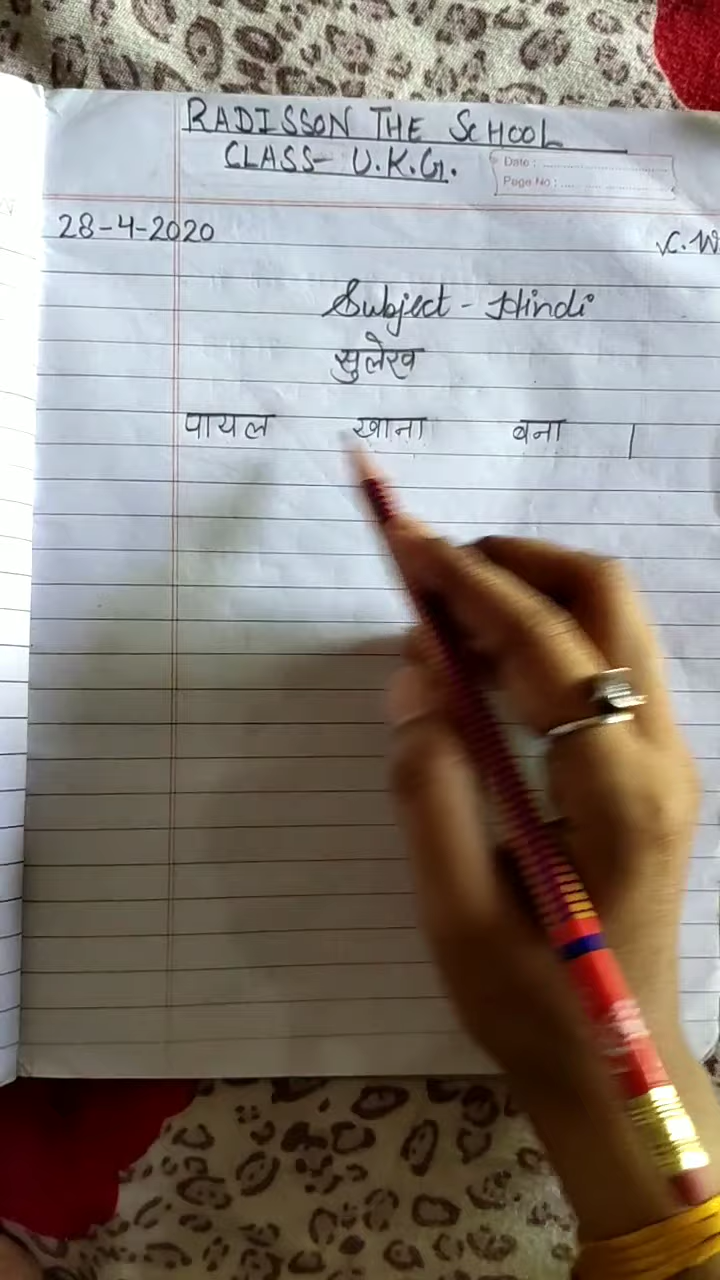 RADISSON THE SCHOOL
CLASS- U.K.G.
Date :
Page No :
28-4-2020
C.W
Subject - Hindi
सुलेख
पायल खाना बना |